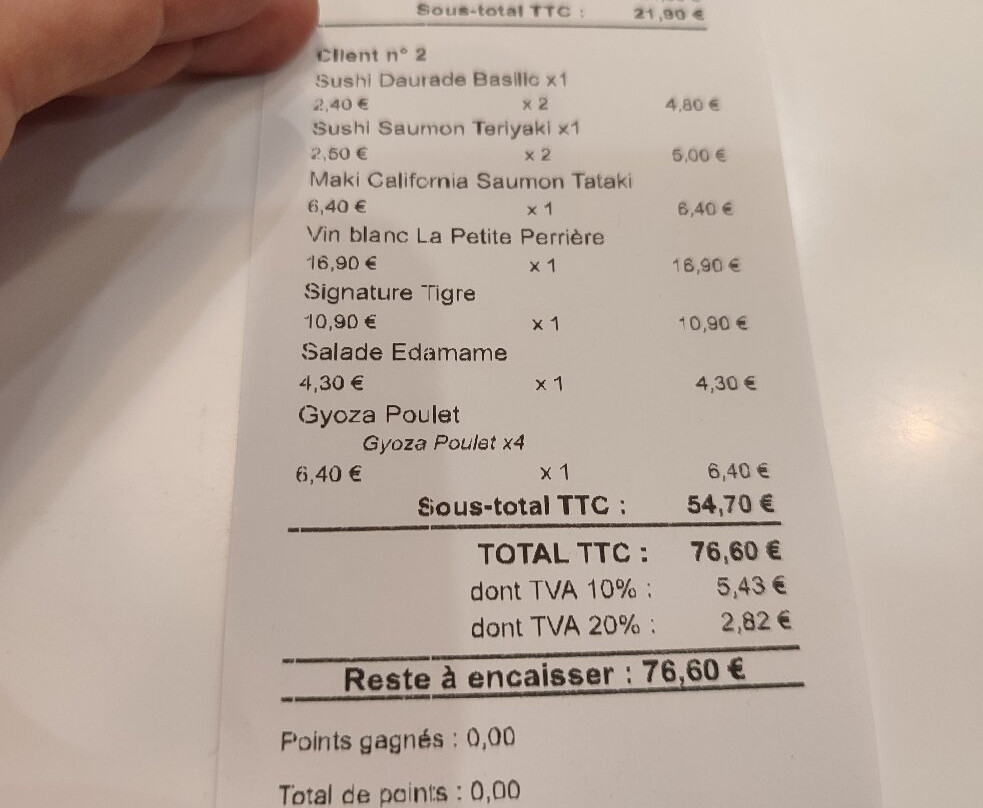 Sous-total TTC : 21,90 €
Client n° 2
Sushi Daurade Basilic x1
2,40 € x 2 4,80 €
Sushi Saumon Teriyaki x1
2,50 € x 2 5,00 €
Maki California Saumon Tataki
6,40 € x 1 6,40 €
Vin blanc La Petite Perrière
16,90 € x 1 16,90 €
Signature Tigre
10,90 € x 1 10,90 €
Salade Edamame
4,30 € x 1 4,30 €
Gyoza Poulet
Gyoza Poulet x4
6,40 € x 1 6,40 €
Sous-total TTC : 54,70 €
TOTAL TTC : 76,60 €
dont TVA 10% : 5,43 €
dont TVA 20% : 2,82 €
Reste à encaisser : 76,60 €
Points gagnés : 0,00
Total de points : 0,00